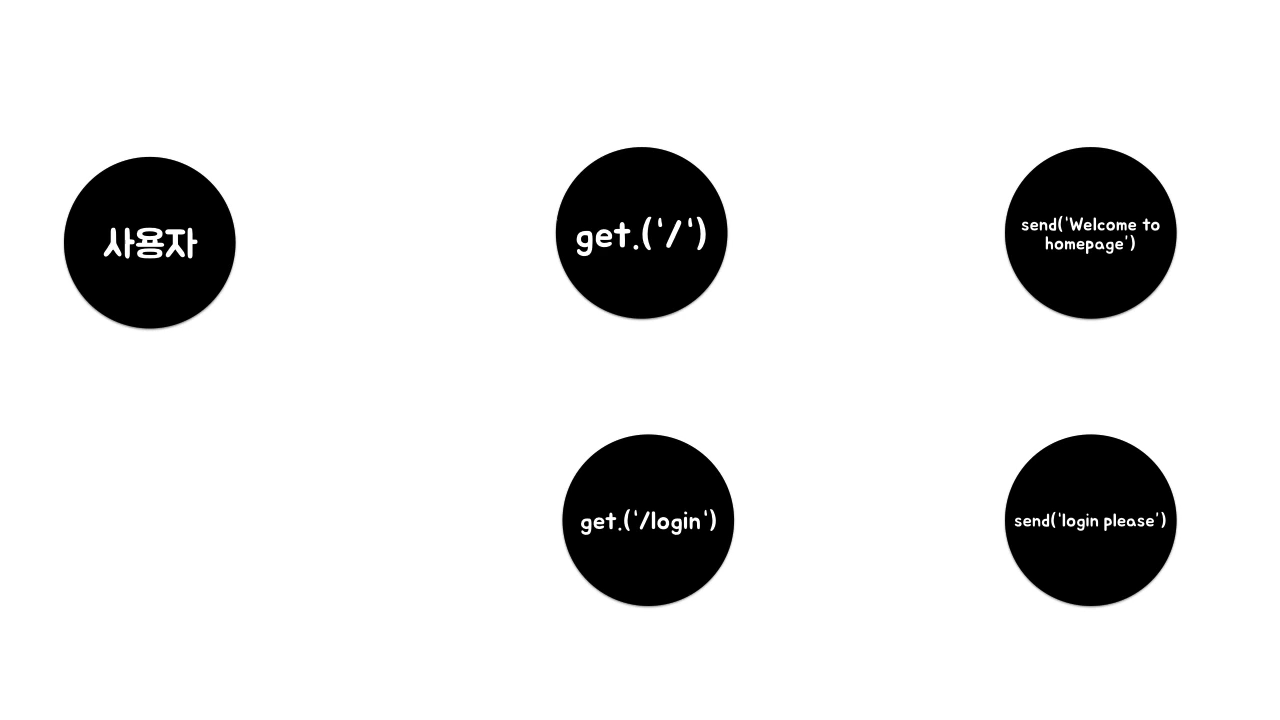 사용자
get.('/')
send('Welcome to
homepage')
get.('/login')
send('login please')